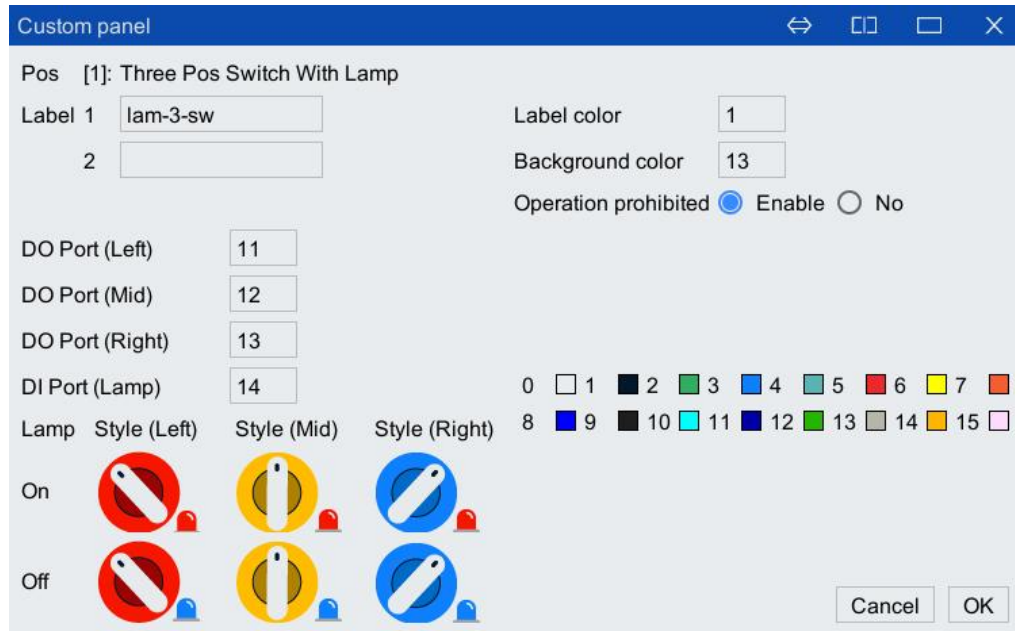 Custom panel
Pos [1]: Three Pos Switch With Lamp
Label 1 lam-3-sw
Label color 1
2
Background color 13
Operation prohibited Enable No
DO Port (Left) 11
DO Port (Mid) 12
DO Port (Right) 13
DI Port (Lamp) 14
0 1 2 3 4 5 6 7
8 9 10 11 12 13 14 15
Lamp Style (Left) Style (Mid) Style (Right)
On
Off
Cancel OK